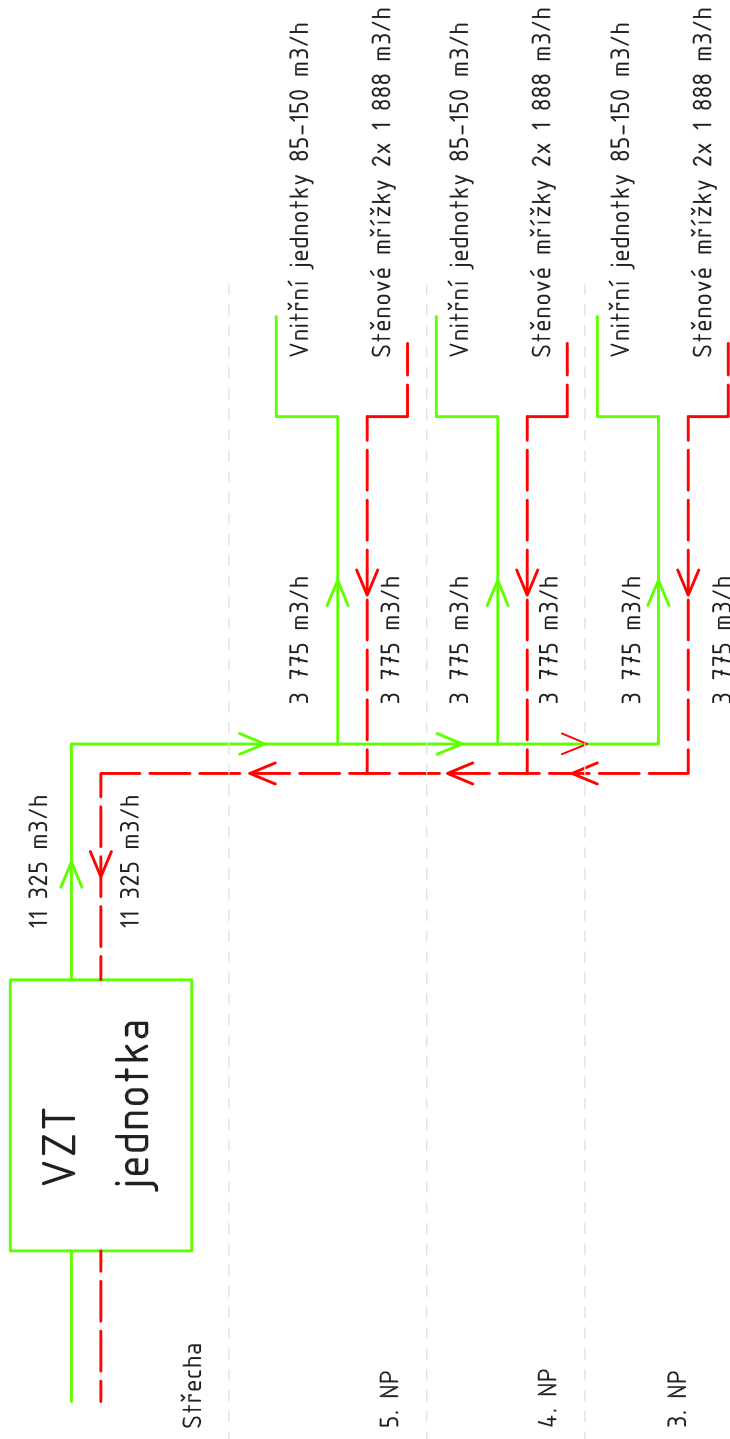 VZT
jednotka
11 325 m3/h
11 325 m3/h
Střecha
3 775 m3/h
Vnitřní jednotky 85-150 m3/h
3 775 m3/h
Stěnové mřížky 2x 1 888 m3/h
5. NP
3 775 m3/h
Vnitřní jednotky 85-150 m3/h
3 775 m3/h
Stěnové mřížky 2x 1 888 m3/h
4. NP
3 775 m3/h
Vnitřní jednotky 85-150 m3/h
3 775 m3/h
Stěnové mřížky 2x 1 888 m3/h
3. NP